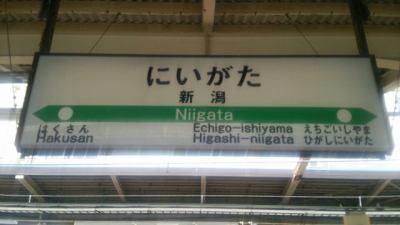 にいがた
新潟
Niigata
はくさん
Hakusan
Echigo-ishiyama えちごいしやま
Higashi-niigata ひがしにいがた